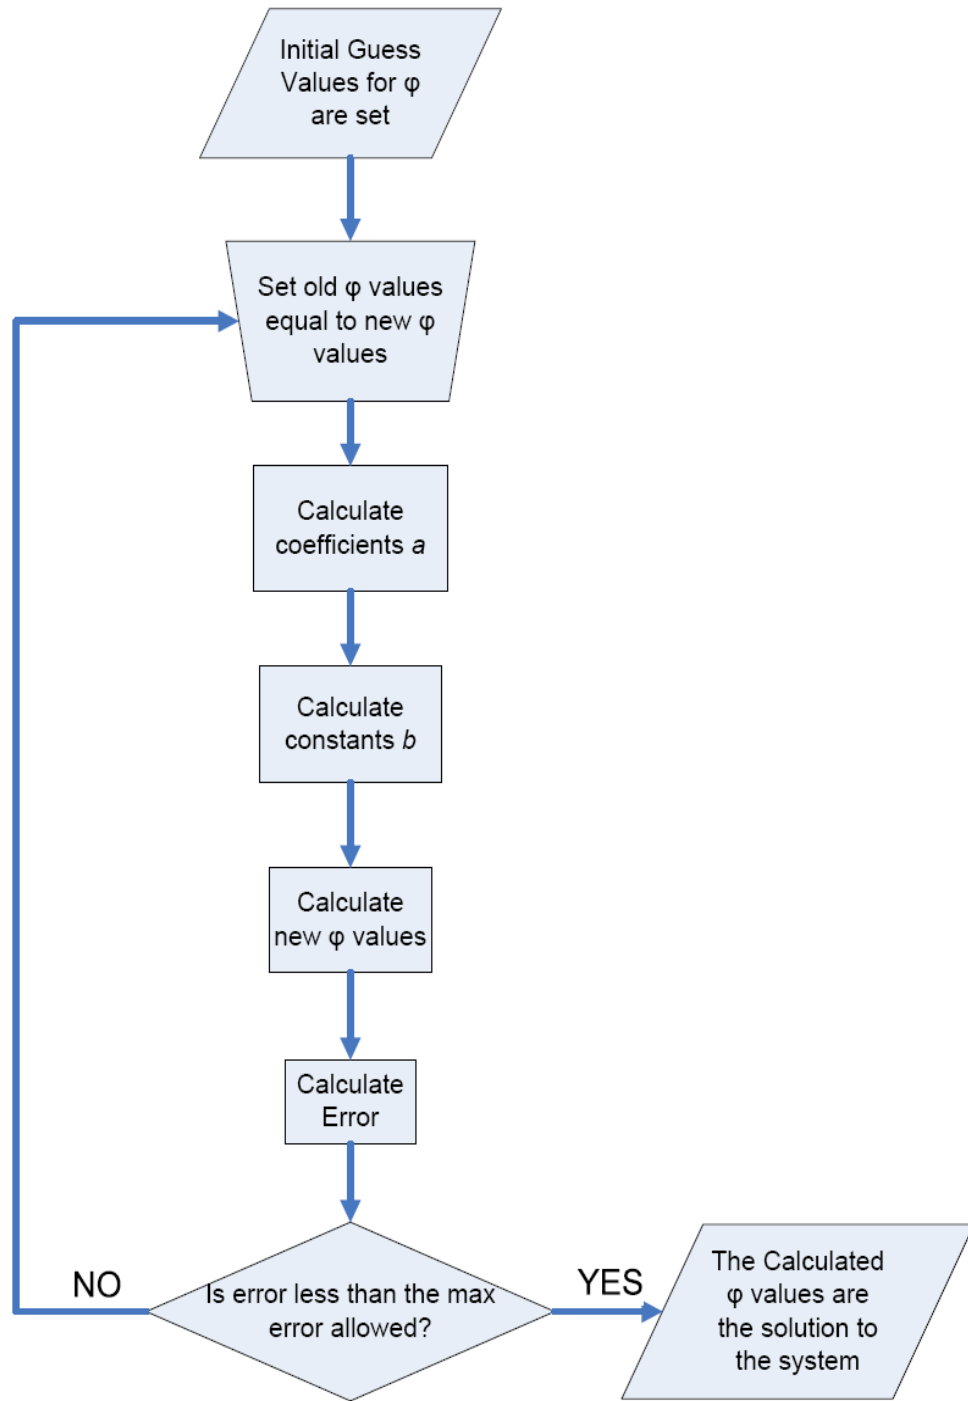 Initial Guess
Values for φ
are set
Set old φ values
equal to new φ
values
Calculate
coefficients a
Calculate
constants b
Calculate
new φ values
Calculate
Error
Is error less than the max
error allowed?
NO
YES
The Calculated
φ values are
the solution to
the system